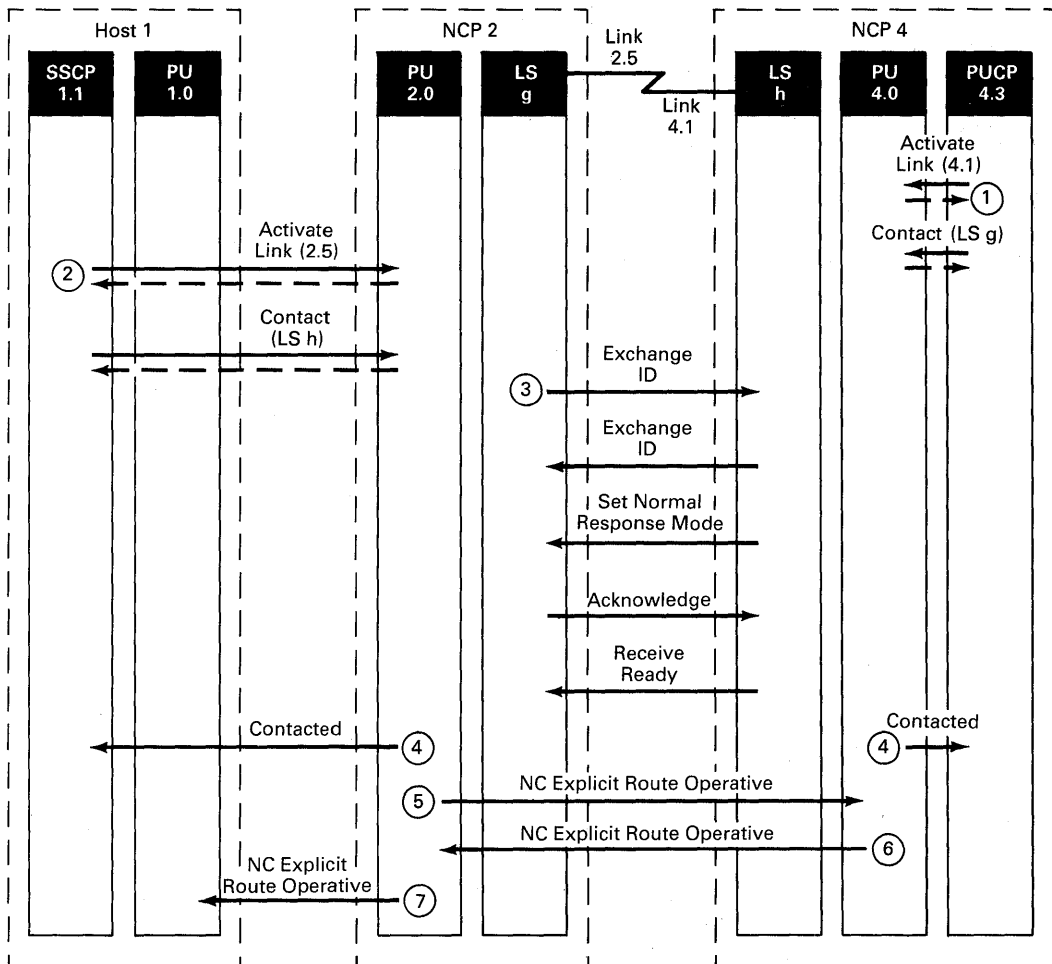 Host 1
NCP 2
NCP 4
Link
2.5
Link
4.1
SSCP
1.1
PU
1.0
PU
2.0
LS
g
LS
h
PU
4.0
PUCP
4.3
Activate
Link (4.1)
1
Contact (LS g)
Activate
Link (2.5)
2
Contact
(LS h)
Exchange
ID
3
Exchange
ID
Set Normal
Response Mode
Acknowledge
Receive
Ready
Contacted
4
Contacted
4
NC Explicit Route Operative
5
NC Explicit Route Operative
6
NC Explicit
Route Operative
7